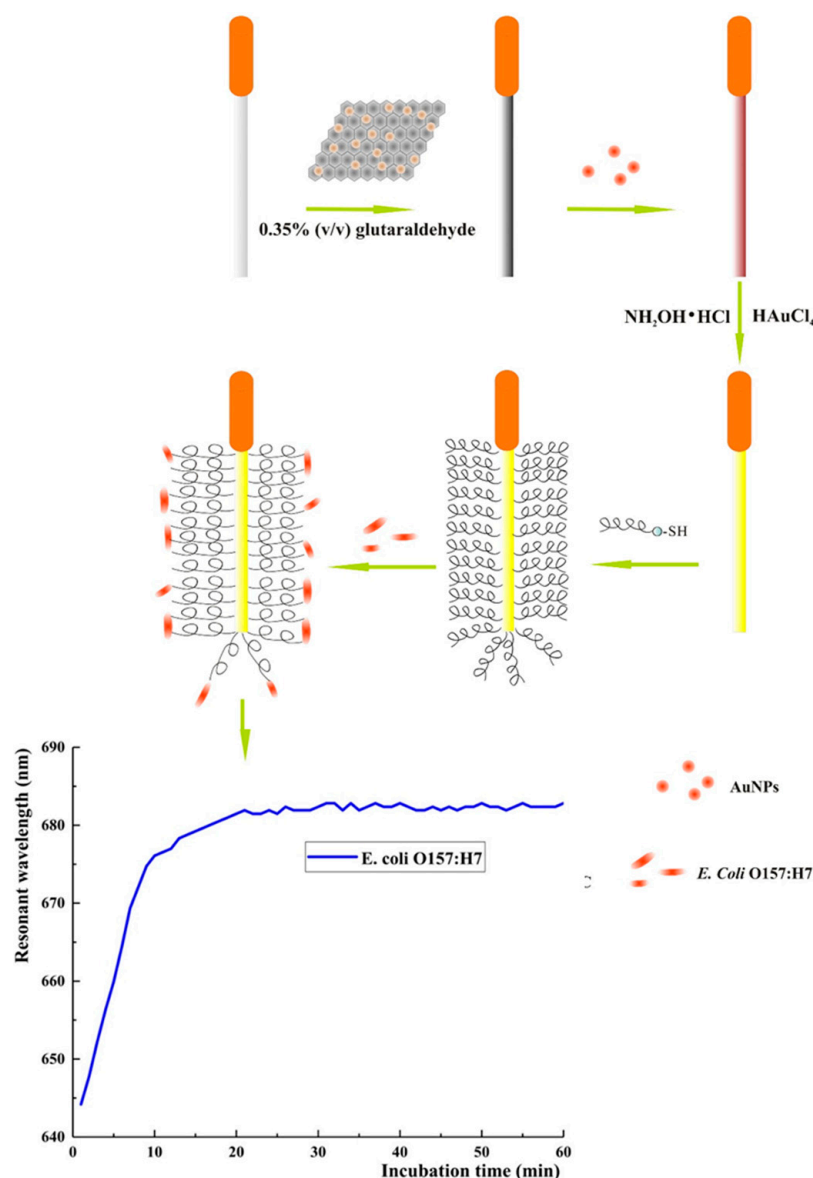 0.35% (v/v) glutaraldehyde
NH₂OH•HCl HAuCl₄
-SH
AuNPs
E. Coli O157:H7
Resonant wavelength (nm)
690
680
670
660
650
640
E. coli O157:H7
0 10 20 30 40 50 60
Incubation time (min)